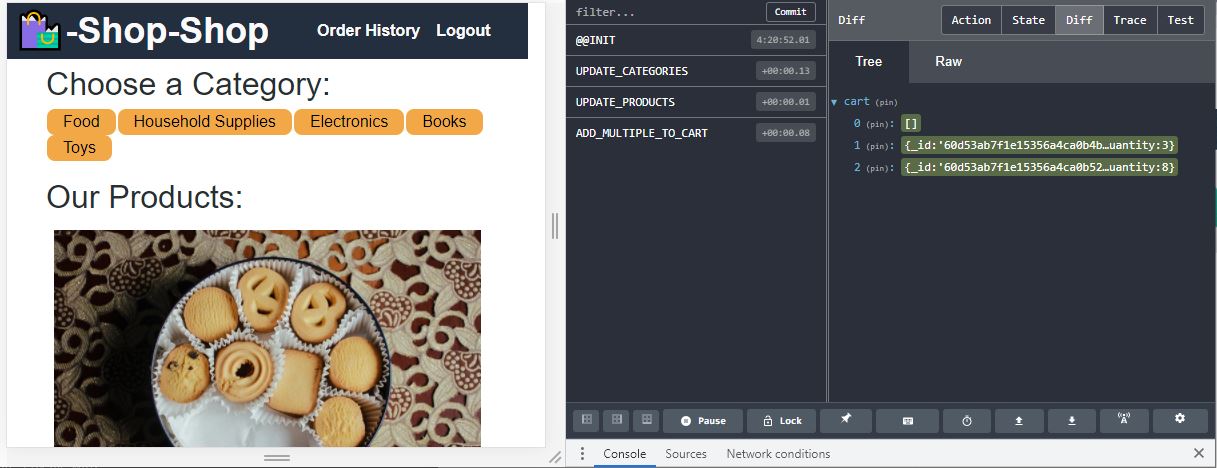 -Shop-Shop
Order History Logout
Choose a Category:
Food Household Supplies Electronics Books
Toys
Our Products:
filter... Commit
@@INIT 4:20:52.01
UPDATE_CATEGORIES +00:00.13
UPDATE_PRODUCTS +00:00.01
ADD_MULTIPLE_TO_CART +00:00.08
Diff Action State Diff Trace Test
Tree Raw
▼ cart (pin)
0 (pin): []
1 (pin): {_id:'60d53ab7f1e15356a4ca0b4b…uantity:3}
2 (pin): {_id:'60d53ab7f1e15356a4ca0b52…uantity:8}
Pause Lock
Console Sources Network conditions